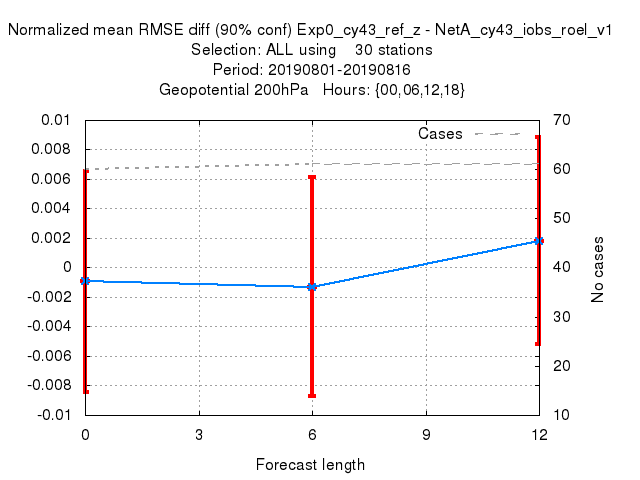 Normalized mean RMSE diff (90% conf) Exp0_cy43_ref_z - NetA_cy43_iobs_roel_v1
Selection: ALL using    30 stations
Period: 20190801-20190816
Geopotential 200hPa   Hours: {00,06,12,18}
Cases
0.01
0.008
0.006
0.004
0.002
0
-0.002
-0.004
-0.006
-0.008
-0.01
70
60
50
40
30
20
10
No cases
0 3 6 9 12
Forecast length